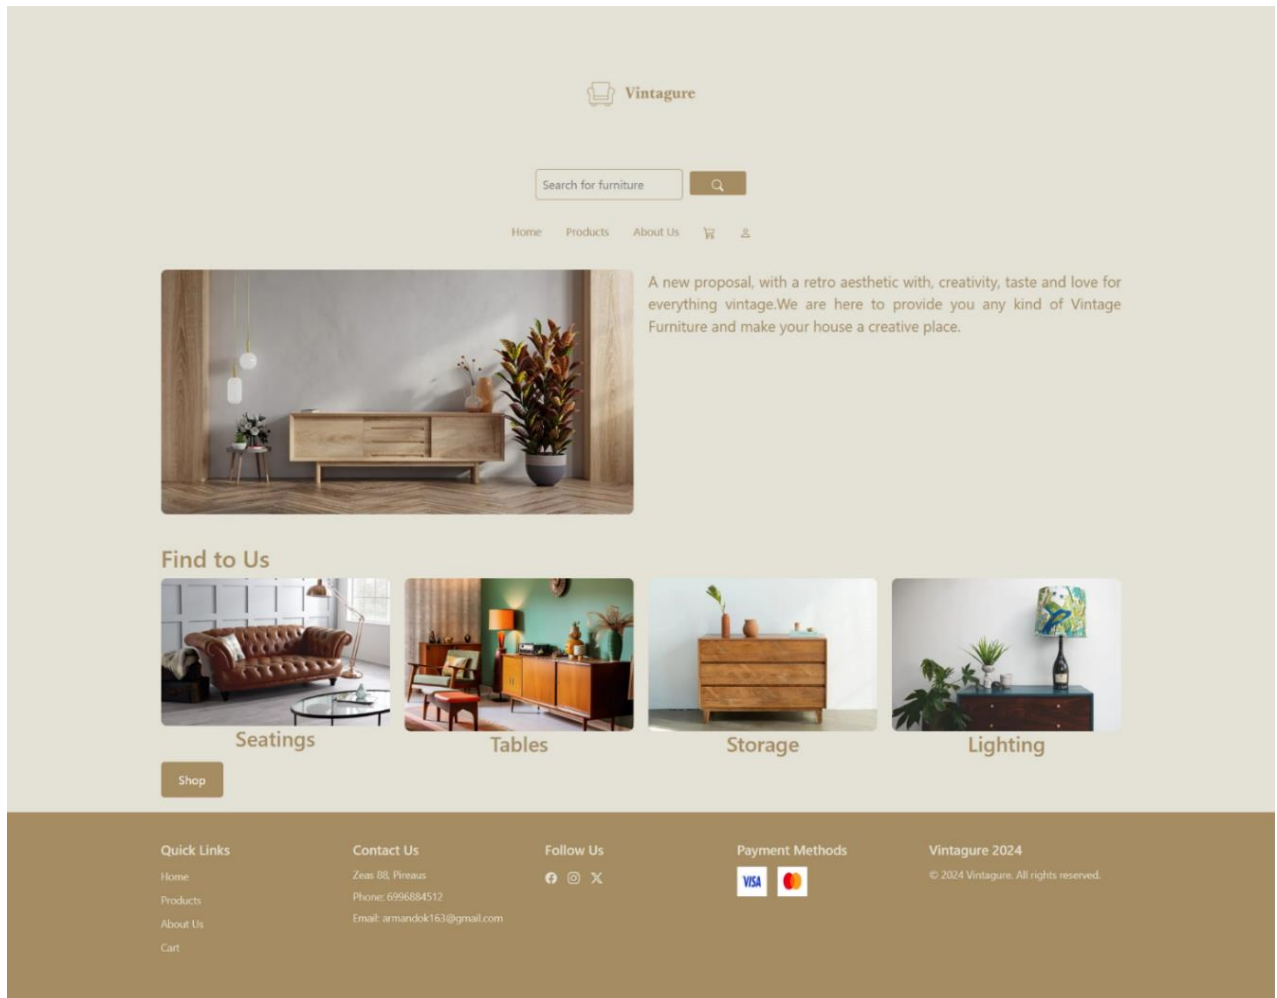 Vintagure
Search for furniture
Home Products About Us
A new proposal, with a retro aesthetic with, creativity, taste and love for
everything vintage.We are here to provide you any kind of Vintage
Furniture and make your house a creative place.
Find to Us
Seatings
Tables
Storage
Lighting
Shop
Quick Links
Home
Products
About Us
Cart
Contact Us
Zeas 88, Pireaus
Phone: 6996884512
Email: armandok163@gmail.com
Follow Us
Payment Methods
VISA
Vintagure 2024
© 2024 Vintagure. All rights reserved.